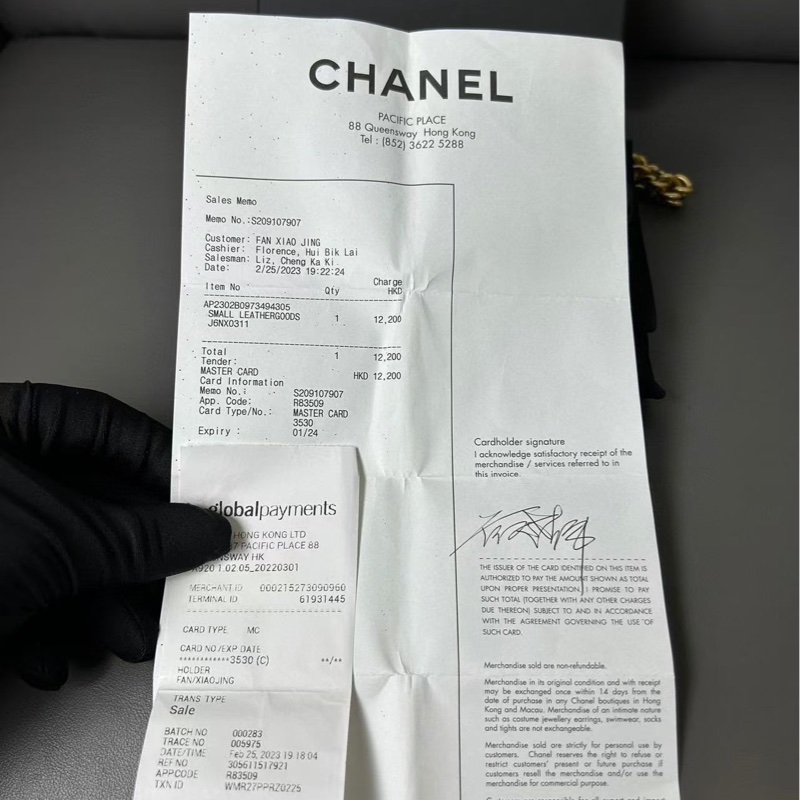 CHANEL
PACIFIC PLACE
88 Queensway Hong Kong
Tel : (852) 3622 5288
Sales Memo
Memo No.:S209107907
Customer: FAN XIAO JING
Cashier: Florence, Hui Bik Lai
Salesman: Liz, Cheng Ka Ki
Date: 2/25/2023 19:22:24
Item No Qty Charge HKD
AP2302B0973494305
SMALL LEATHERGOODS 1 12,200
J6NX0311
Total 1 12,200
Tender:
MASTER CARD HKD 12,200
Card Information
Memo No.: S209107907
App. Code: R83509
Card Type/No.: MASTER CARD
3530
Expiry : 01/24
globalpayments
HONG KONG LTD
PACIFIC PLACE 88
WAY HK
1.02.05_20220301
MERCHANT ID 000215273090960
TERMINAL ID 61931445
CARD TYPE MC
CARD NO/EXP DATE
************3530 (C) **/**
HOLDER
FAN/XIAOJING
TRANS TYPE
Sale
BATCH NO 000283
TRACE NO 005975
DATE/TIME Feb 25, 2023 19:18:04
REF NO 305611517921
APPCODE R83509
TXN ID WMR27PPRZ0225
Cardholder signature
I acknowledge satisfactory receipt of the
merchandise / services referred to in
this invoice.
THE ISSUER OF THE CARD IDENTIFIED ON THIS ITEM IS
AUTHORIZED TO PAY THE AMOUNT SHOWN AS TOTAL
UPON PROPER PRESENTATION. I PROMISE TO PAY
SUCH TOTAL (TOGETHER WITH ANY OTHER CHARGES
DUE THEREON) SUBJECT TO AND IN ACCORDANCE
WITH THE AGREEMENT GOVERNING THE USE OF
SUCH CARD.
Merchandise sold are non-refundable.
Merchandise in its original condition and with receipt
may be exchanged once within 14 days from the
date of purchase in any Chanel boutiques in Hong
Kong and Macau. Merchandise of an intimate nature
such as costume jewellery earrings, swimwear, socks
and tights are not exchangeable.
Merchandise sold are strictly for personal use by
customers. Chanel reserves the right to refuse or
restrict customers' present or future purchase if
customers resell the merchandise and/or use the
merchandise for commercial purpose.